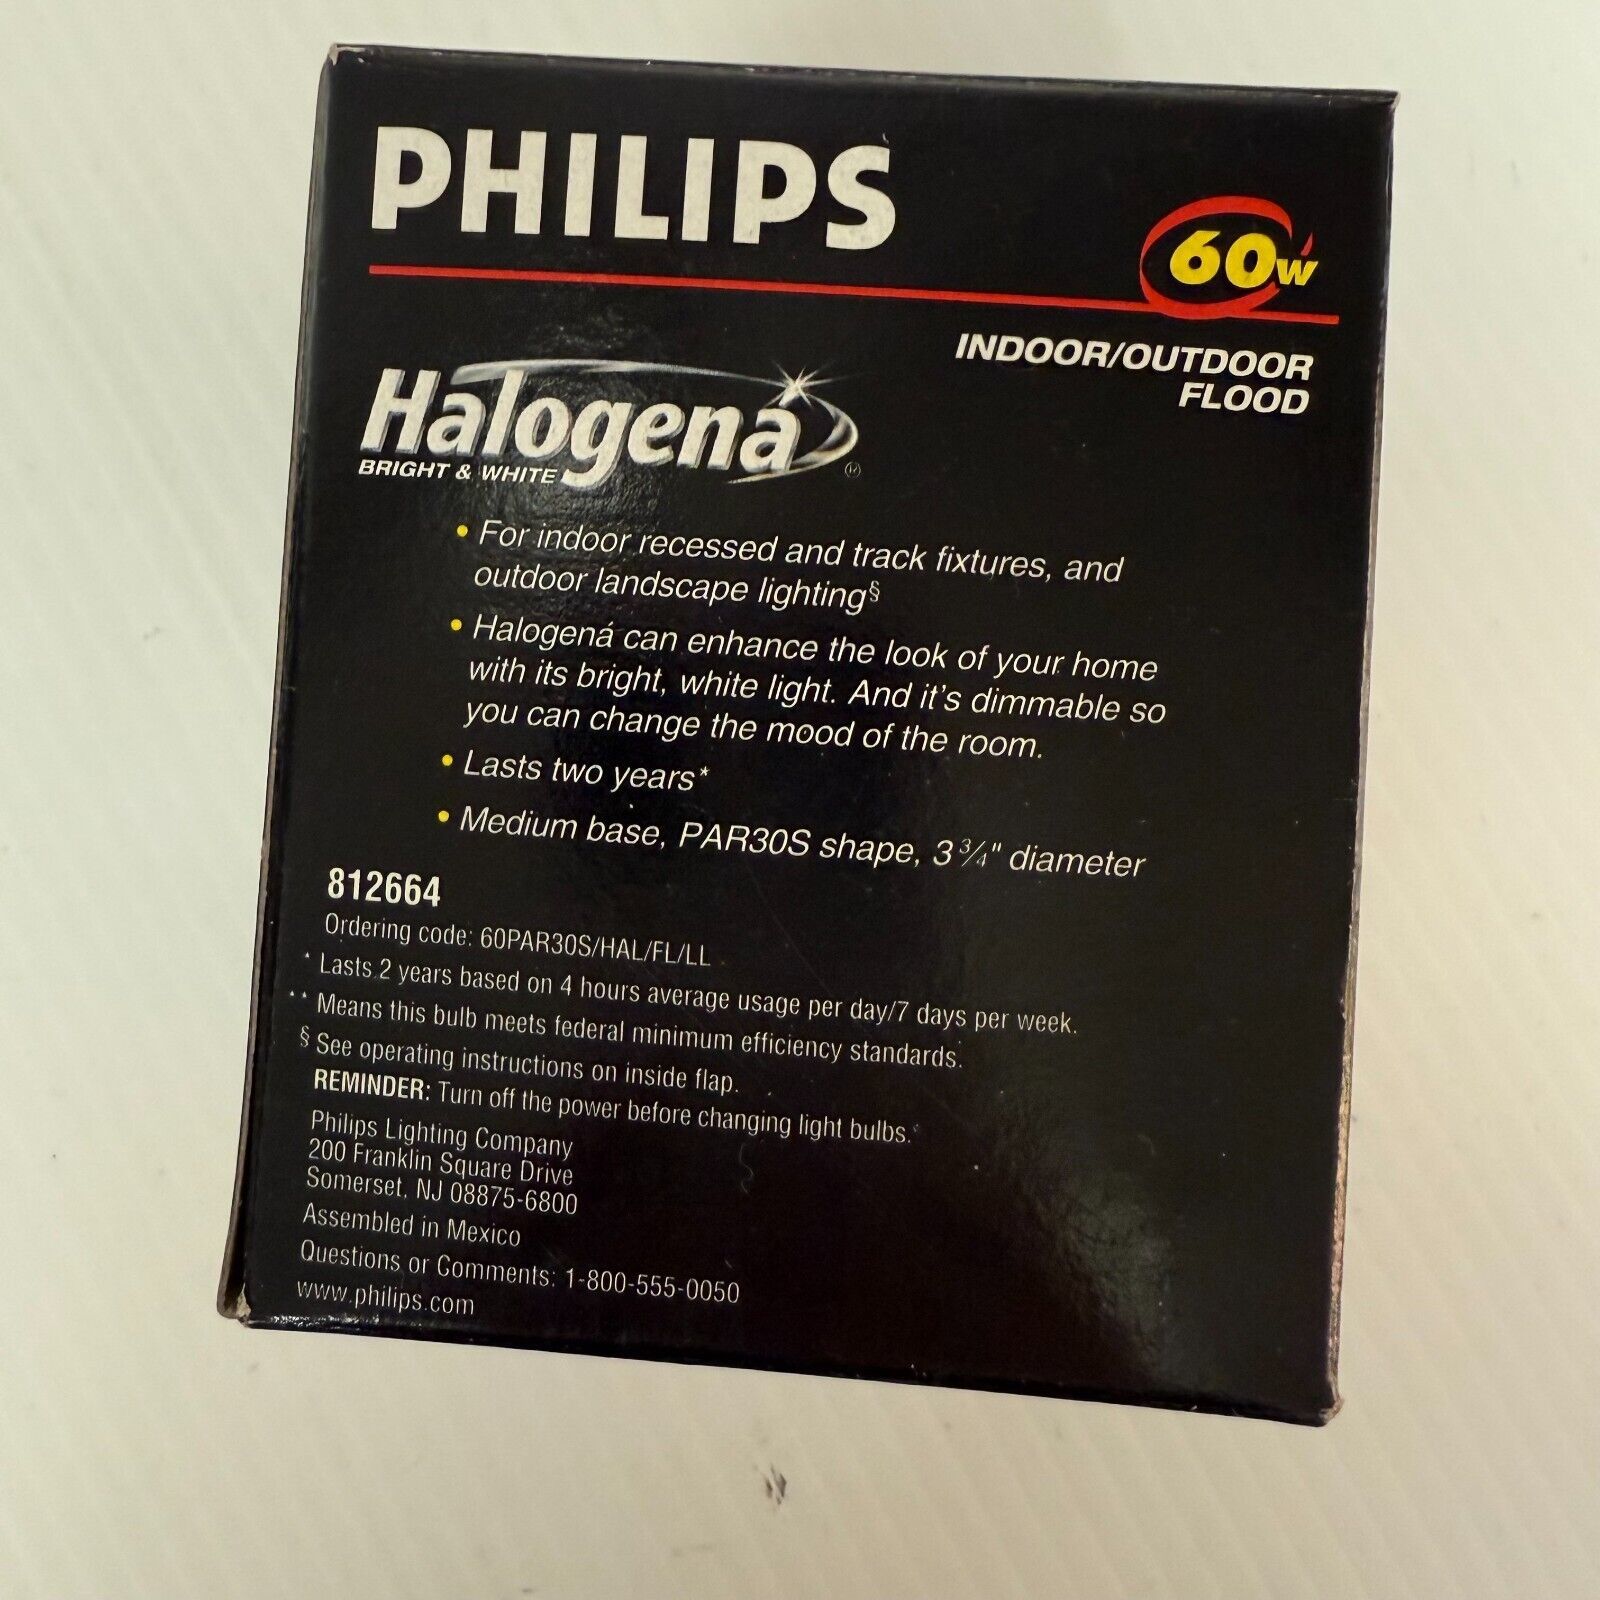 PHILIPS
60W
INDOOR/OUTDOOR
FLOOD
Halogená
BRIGHT & WHITE
®
• For indoor recessed and track fixtures, and
outdoor landscape lighting§
• Halogená can enhance the look of your home
with its bright, white light. And it's dimmable so
you can change the mood of the room.
• Lasts two years*
• Medium base, PAR30S shape, 3 3/4" diameter
812664
Ordering code: 60PAR30S/HAL/FL/LL
* Lasts 2 years based on 4 hours average usage per day/7 days per week.
** Means this bulb meets federal minimum efficiency standards.
§ See operating instructions on inside flap.
REMINDER: Turn off the power before changing light bulbs.
Philips Lighting Company
200 Franklin Square Drive
Somerset, NJ 08875-6800
Assembled in Mexico
Questions or Comments: 1-800-555-0050
www.philips.com